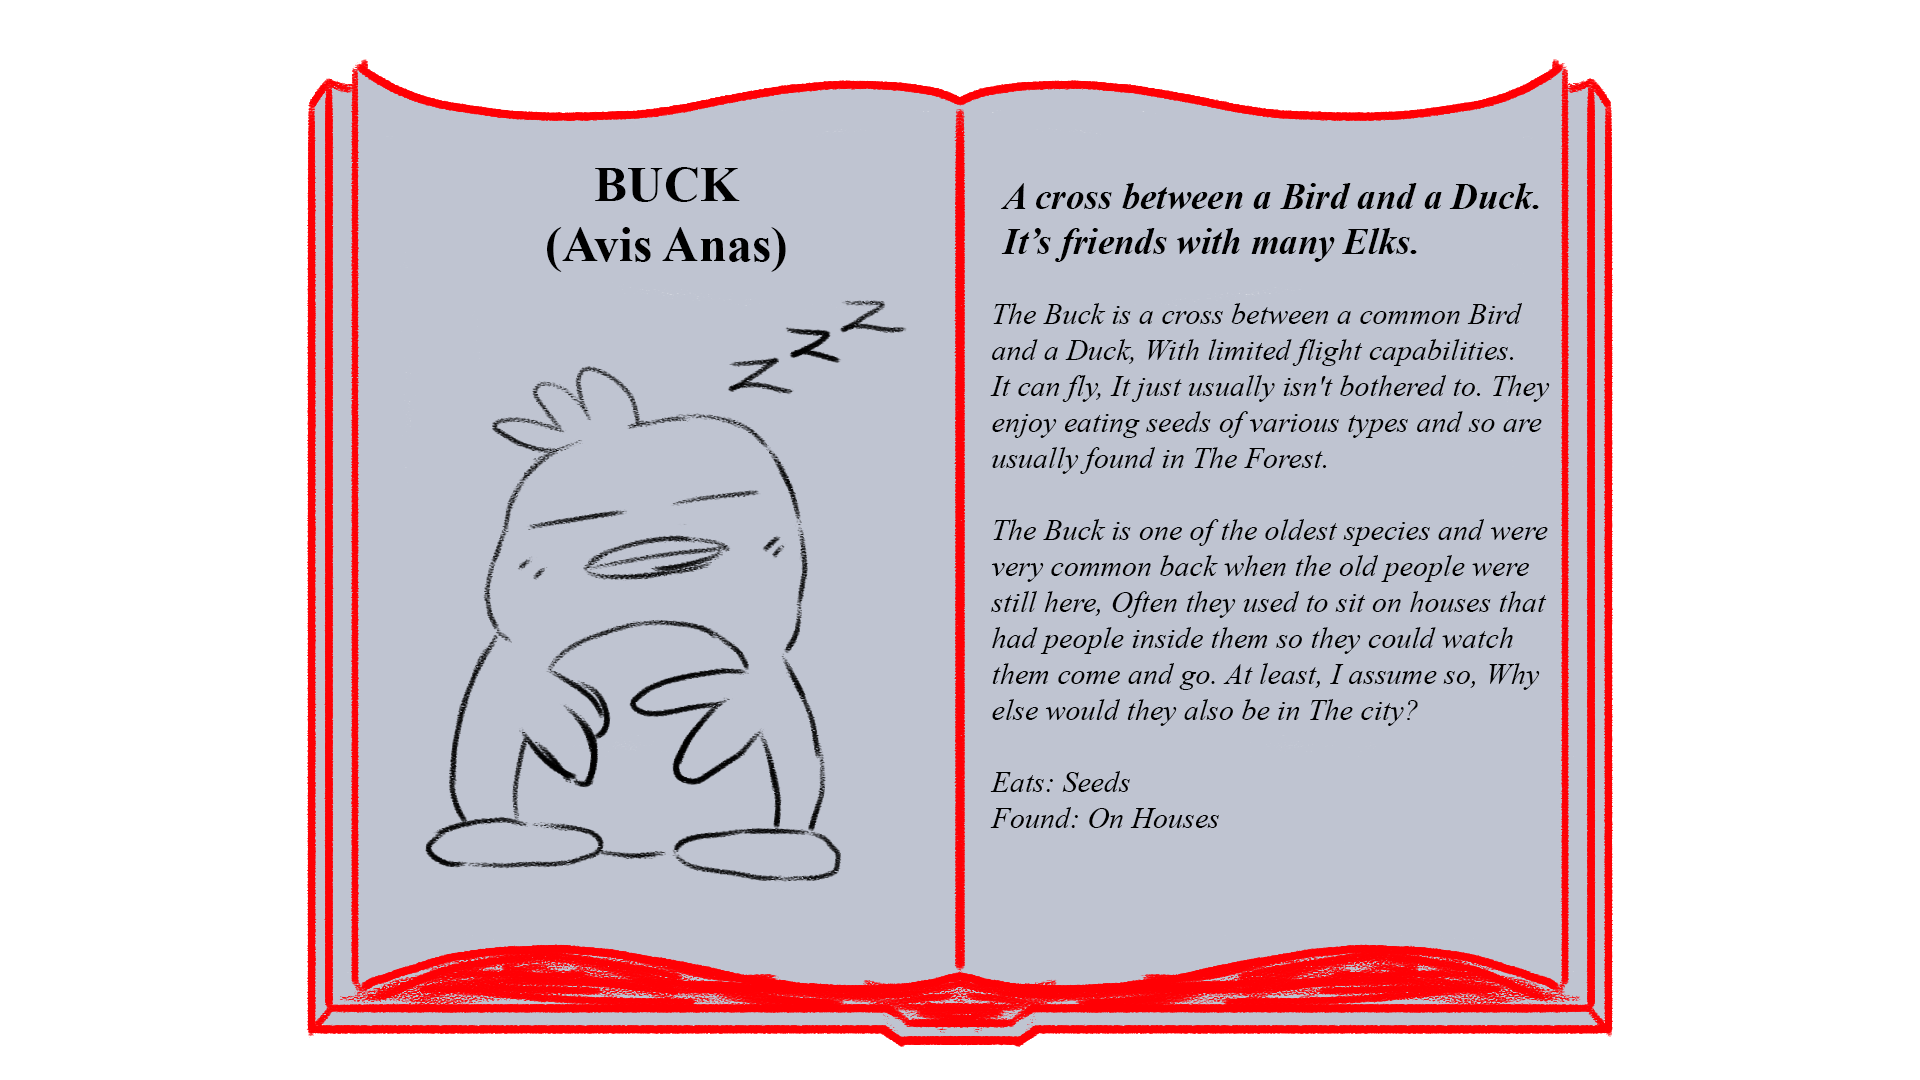 BUCK
(Avis Anas)
z z z
A cross between a Bird and a Duck.
It’s friends with many Elks.
The Buck is a cross between a common Bird
and a Duck, With limited flight capabilities.
It can fly, It just usually isn't bothered to. They
enjoy eating seeds of various types and so are
usually found in The Forest.
The Buck is one of the oldest species and were
very common back when the old people were
still here, Often they used to sit on houses that
had people inside them so they could watch
them come and go. At least, I assume so, Why
else would they also be in The city?
Eats: Seeds
Found: On Houses